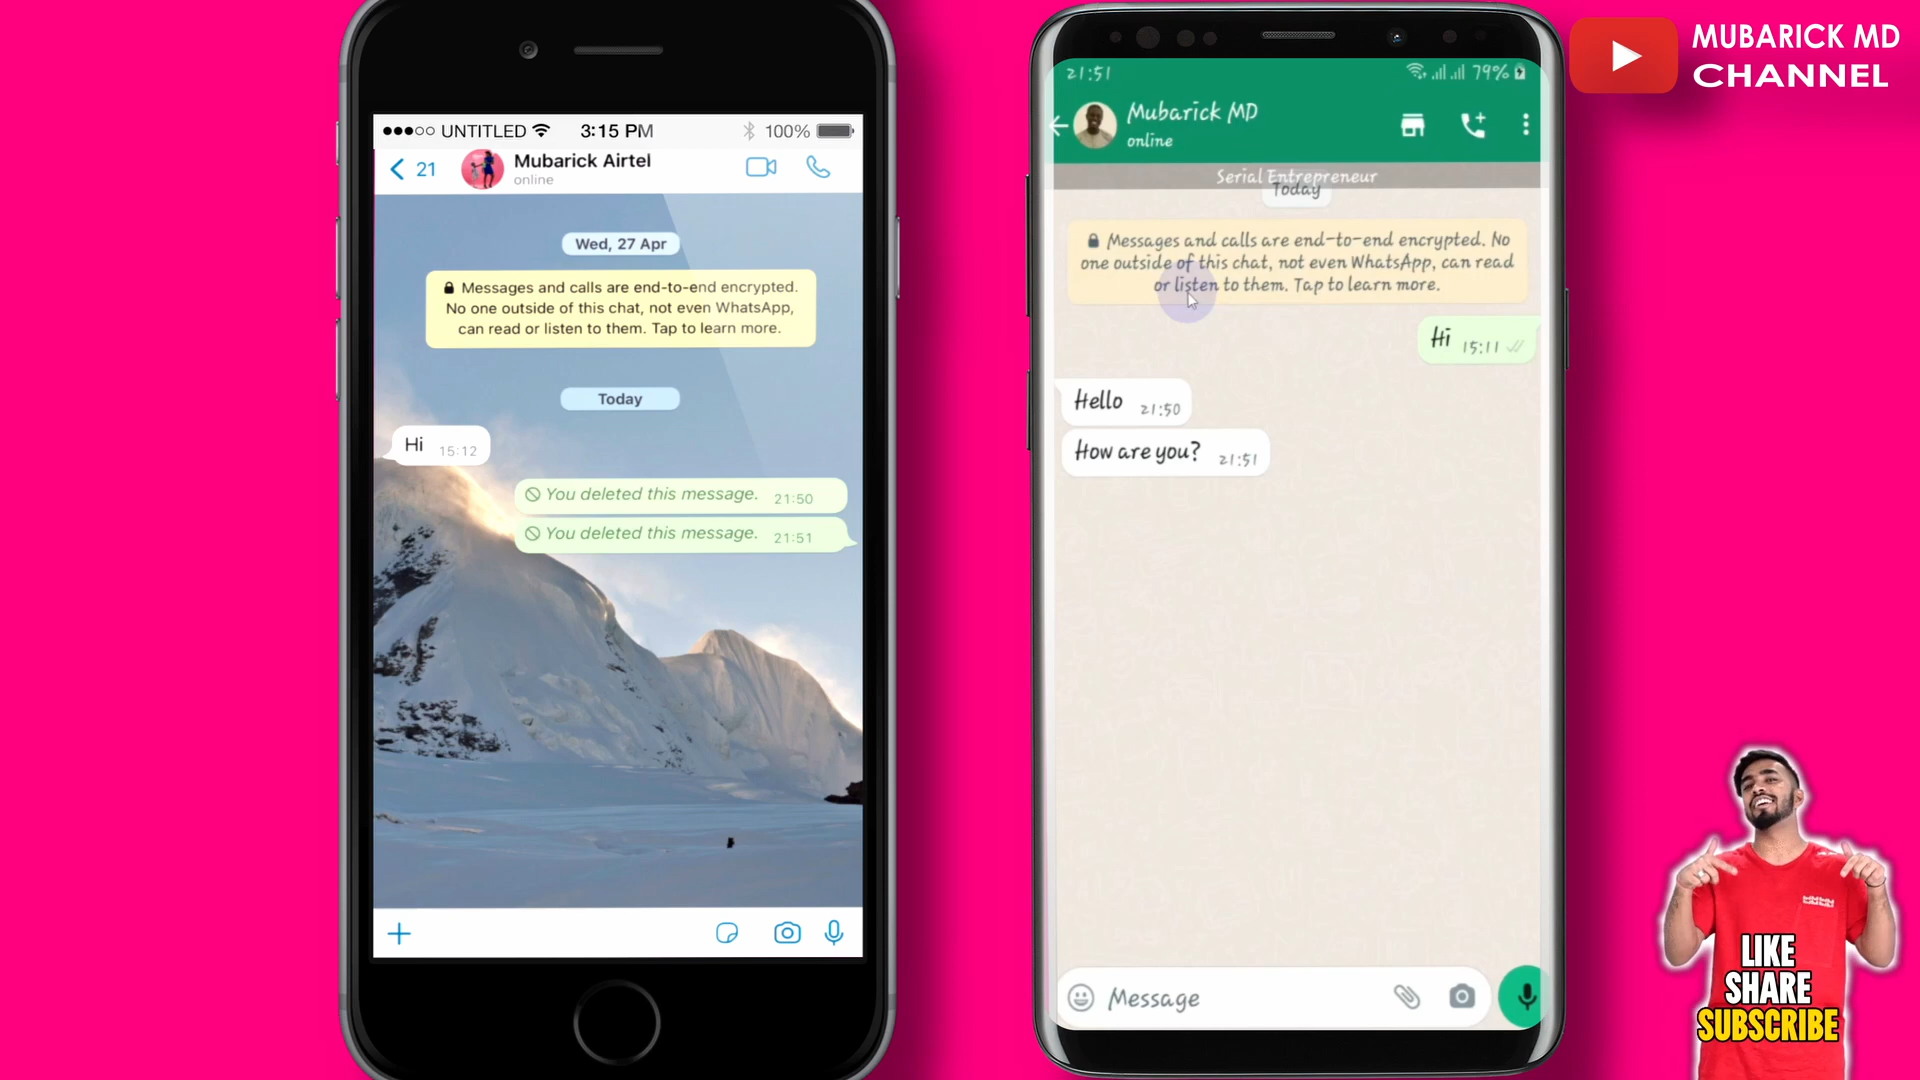 UNTITLED 3:15 PM 100%
21 Mubarick Airtel
online
Wed, 27 Apr
Messages and calls are end-to-end encrypted.
No one outside of this chat, not even WhatsApp,
can read or listen to them. Tap to learn more.
Today
Hi 15:12
You deleted this message. 21:50
You deleted this message. 21:51
21:51 79%
Mubarick MD
online
Serial Entrepreneur
Today
Messages and calls are end-to-end encrypted. No
one outside of this chat, not even WhatsApp, can read
or listen to them. Tap to learn more.
Hi 15:11
Hello 21:50
How are you? 21:51
Message
MUBARICK MD
CHANNEL
LIKE
SHARE
SUBSCRIBE